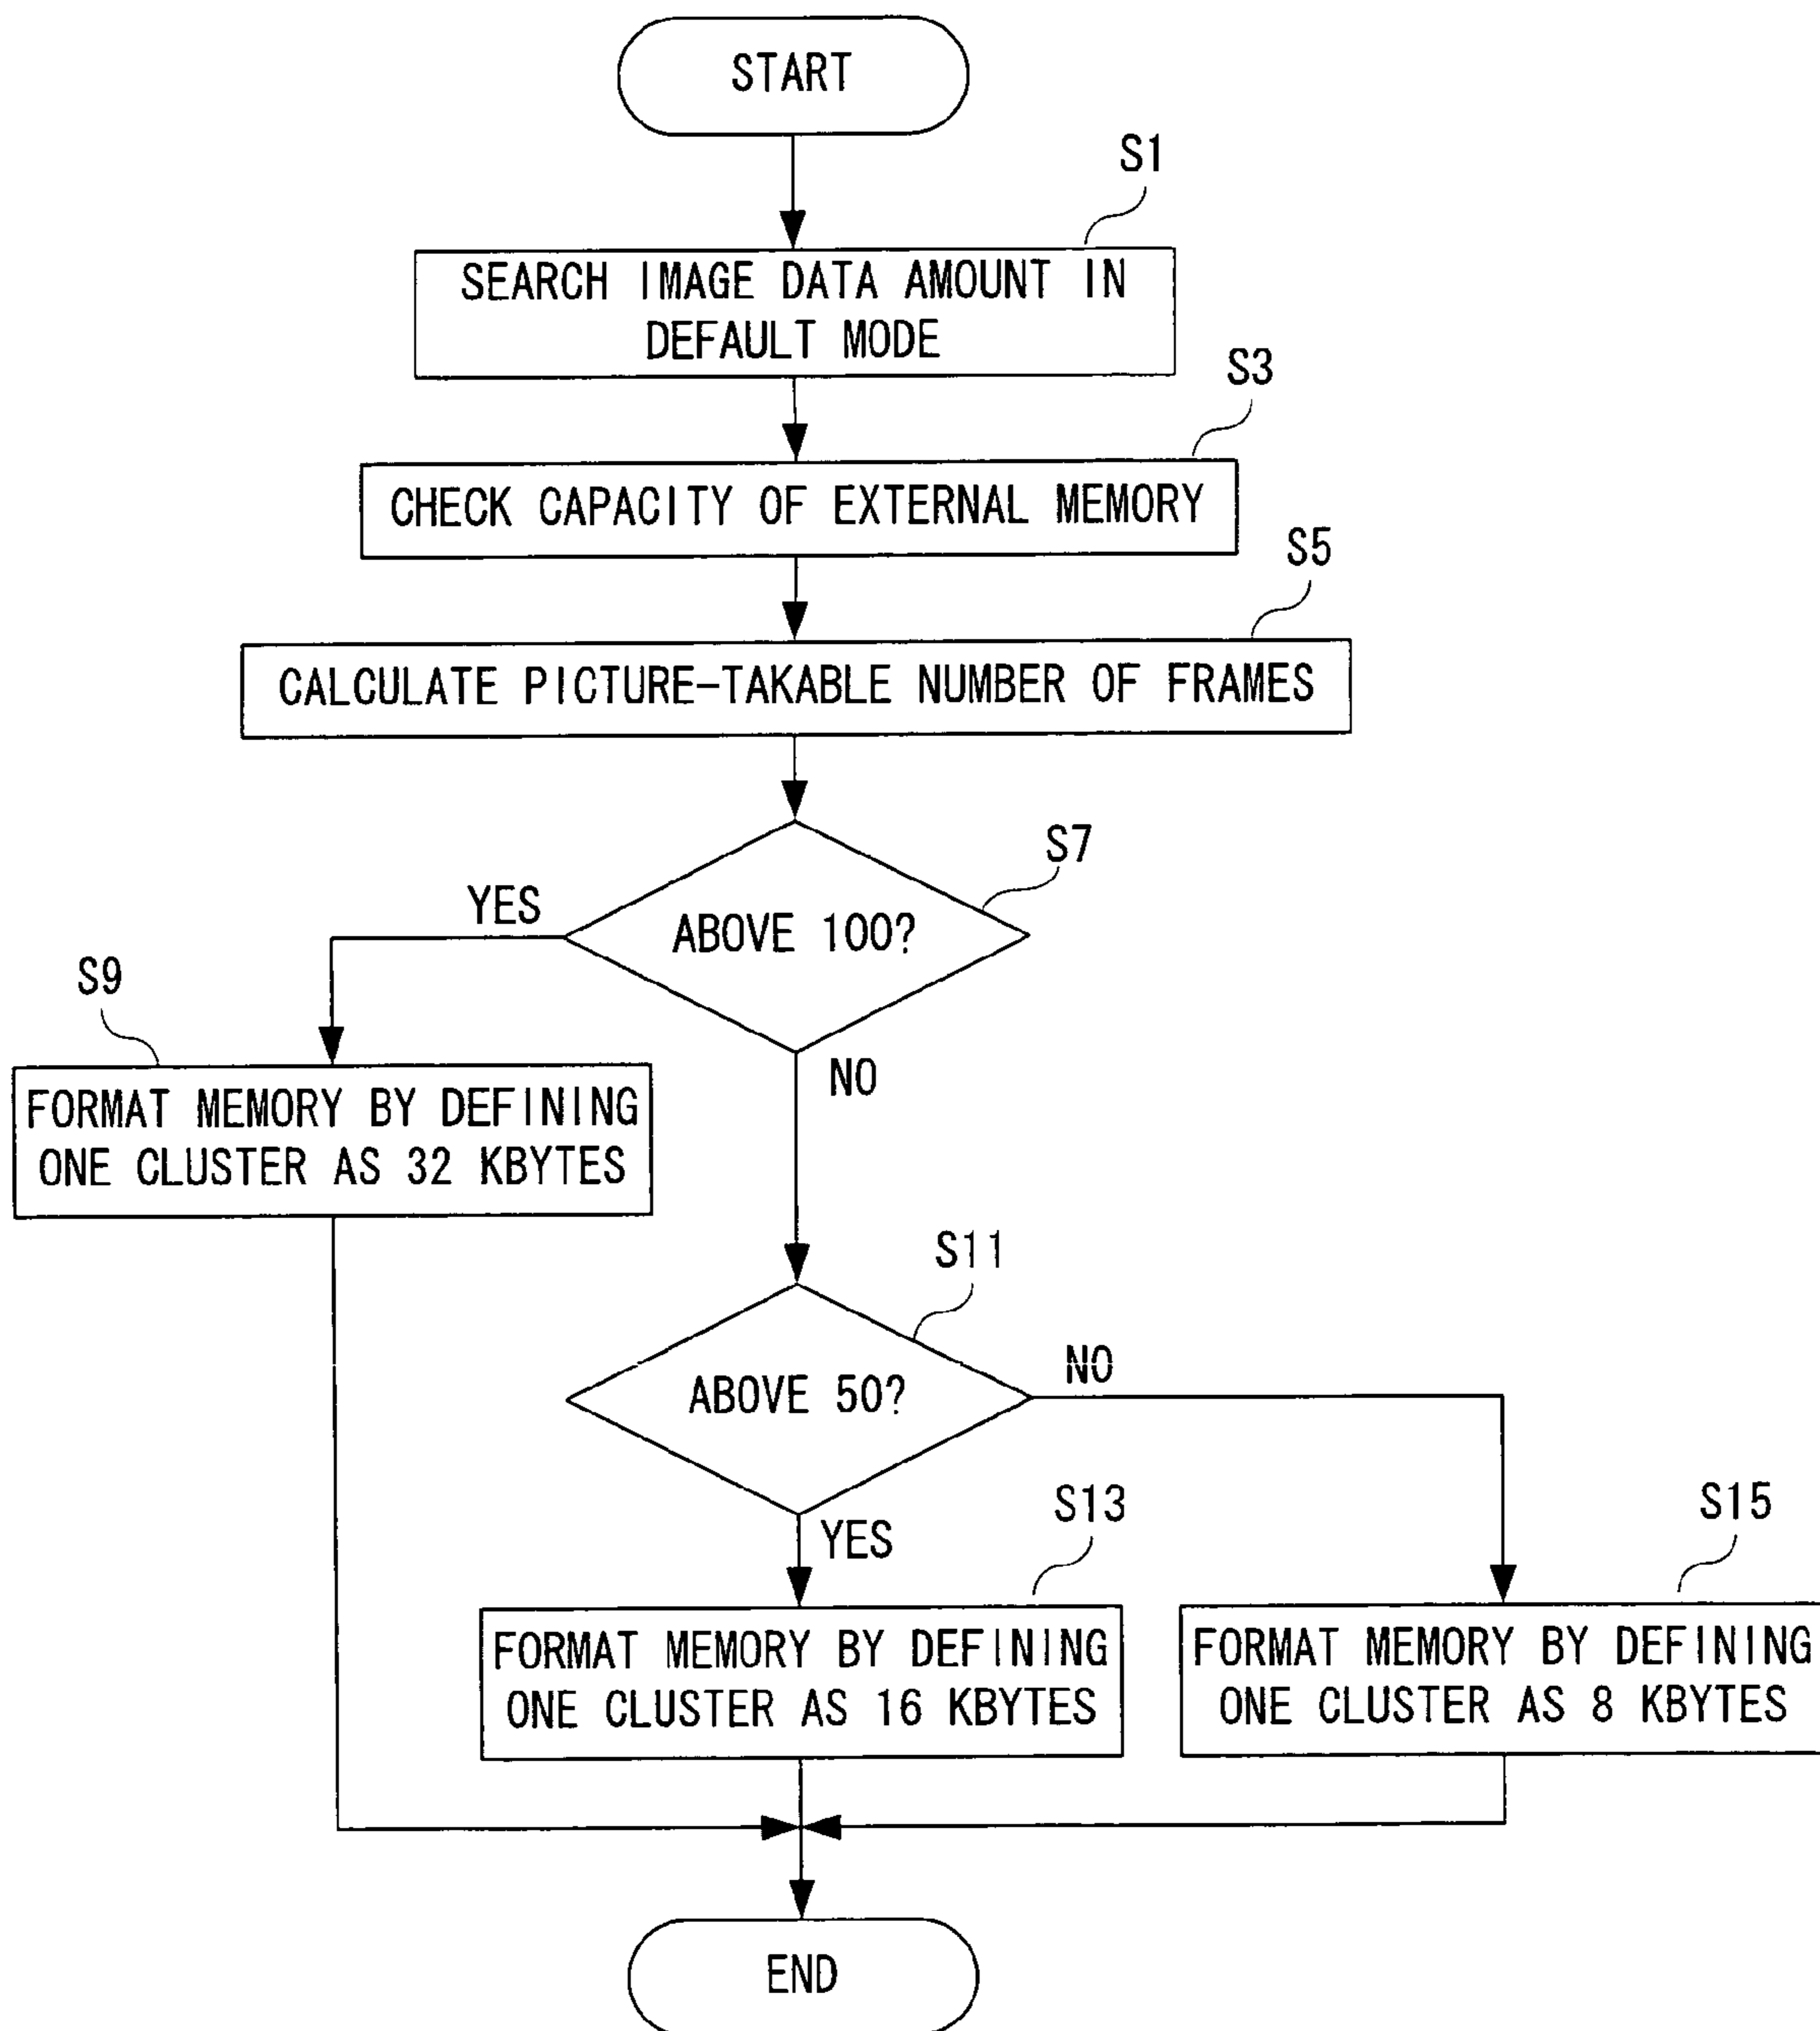 START
S1
SEARCH IMAGE DATA AMOUNT IN
DEFAULT MODE
S3
CHECK CAPACITY OF EXTERNAL MEMORY
S5
CALCULATE PICTURE-TAKABLE NUMBER OF FRAMES
S7
YES
ABOVE 100?
S9
NO
FORMAT MEMORY BY DEFINING
ONE CLUSTER AS 32 KBYTES
S11
NO
ABOVE 50?
S13
S15
YES
FORMAT MEMORY BY DEFINING
ONE CLUSTER AS 16 KBYTES
FORMAT MEMORY BY DEFINING
ONE CLUSTER AS 8 KBYTES
END